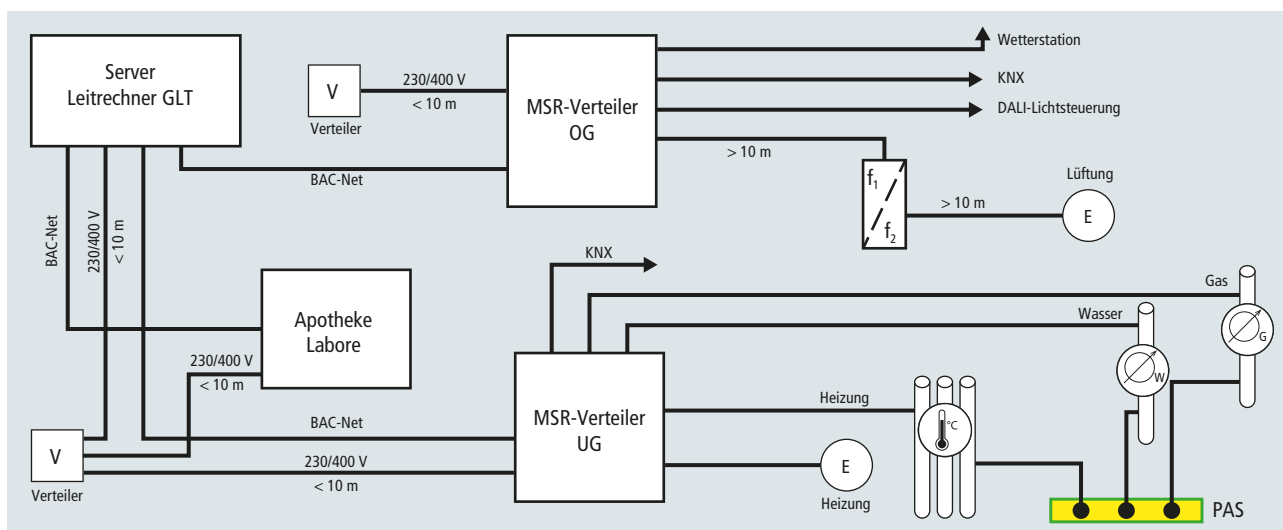 Server
Leitrechner GLT
V
Verteiler
230/400 V
< 10 m
MSR-Verteiler
OG
Wetterstation
KNX
DALI-Lichtsteuerung
> 10 m
BAC-Net
f1
f2
> 10 m
Lüftung
E
BAC-Net
230/400 V
< 10 m
KNX
Gas
Wasser
G
W
Apotheke
Labore
230/400 V
< 10 m
MSR-Verteiler
UG
Heizung
°C
BAC-Net
V
Verteiler
230/400 V
< 10 m
E
Heizung
PAS